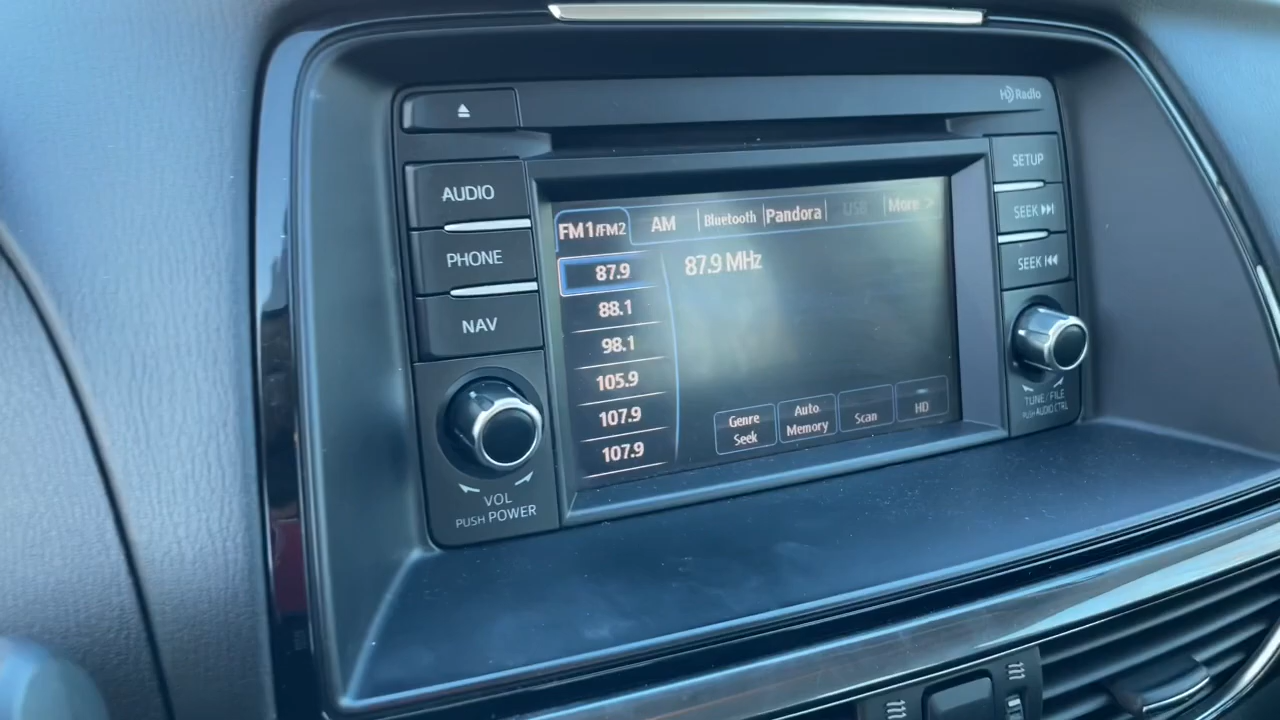 HD Radio
AUDIO
PHONE
NAV
VOL
PUSH POWER
FM1/FM2
AM
Bluetooth
Pandora
USB
More >
87.9
88.1
98.1
105.9
107.9
107.9
87.9 MHz
Genre
Seek
Auto
Memory
Scan
HD
SETUP
SEEK
SEEK
TUNE/FILE
PUSH AUDIO CTRL